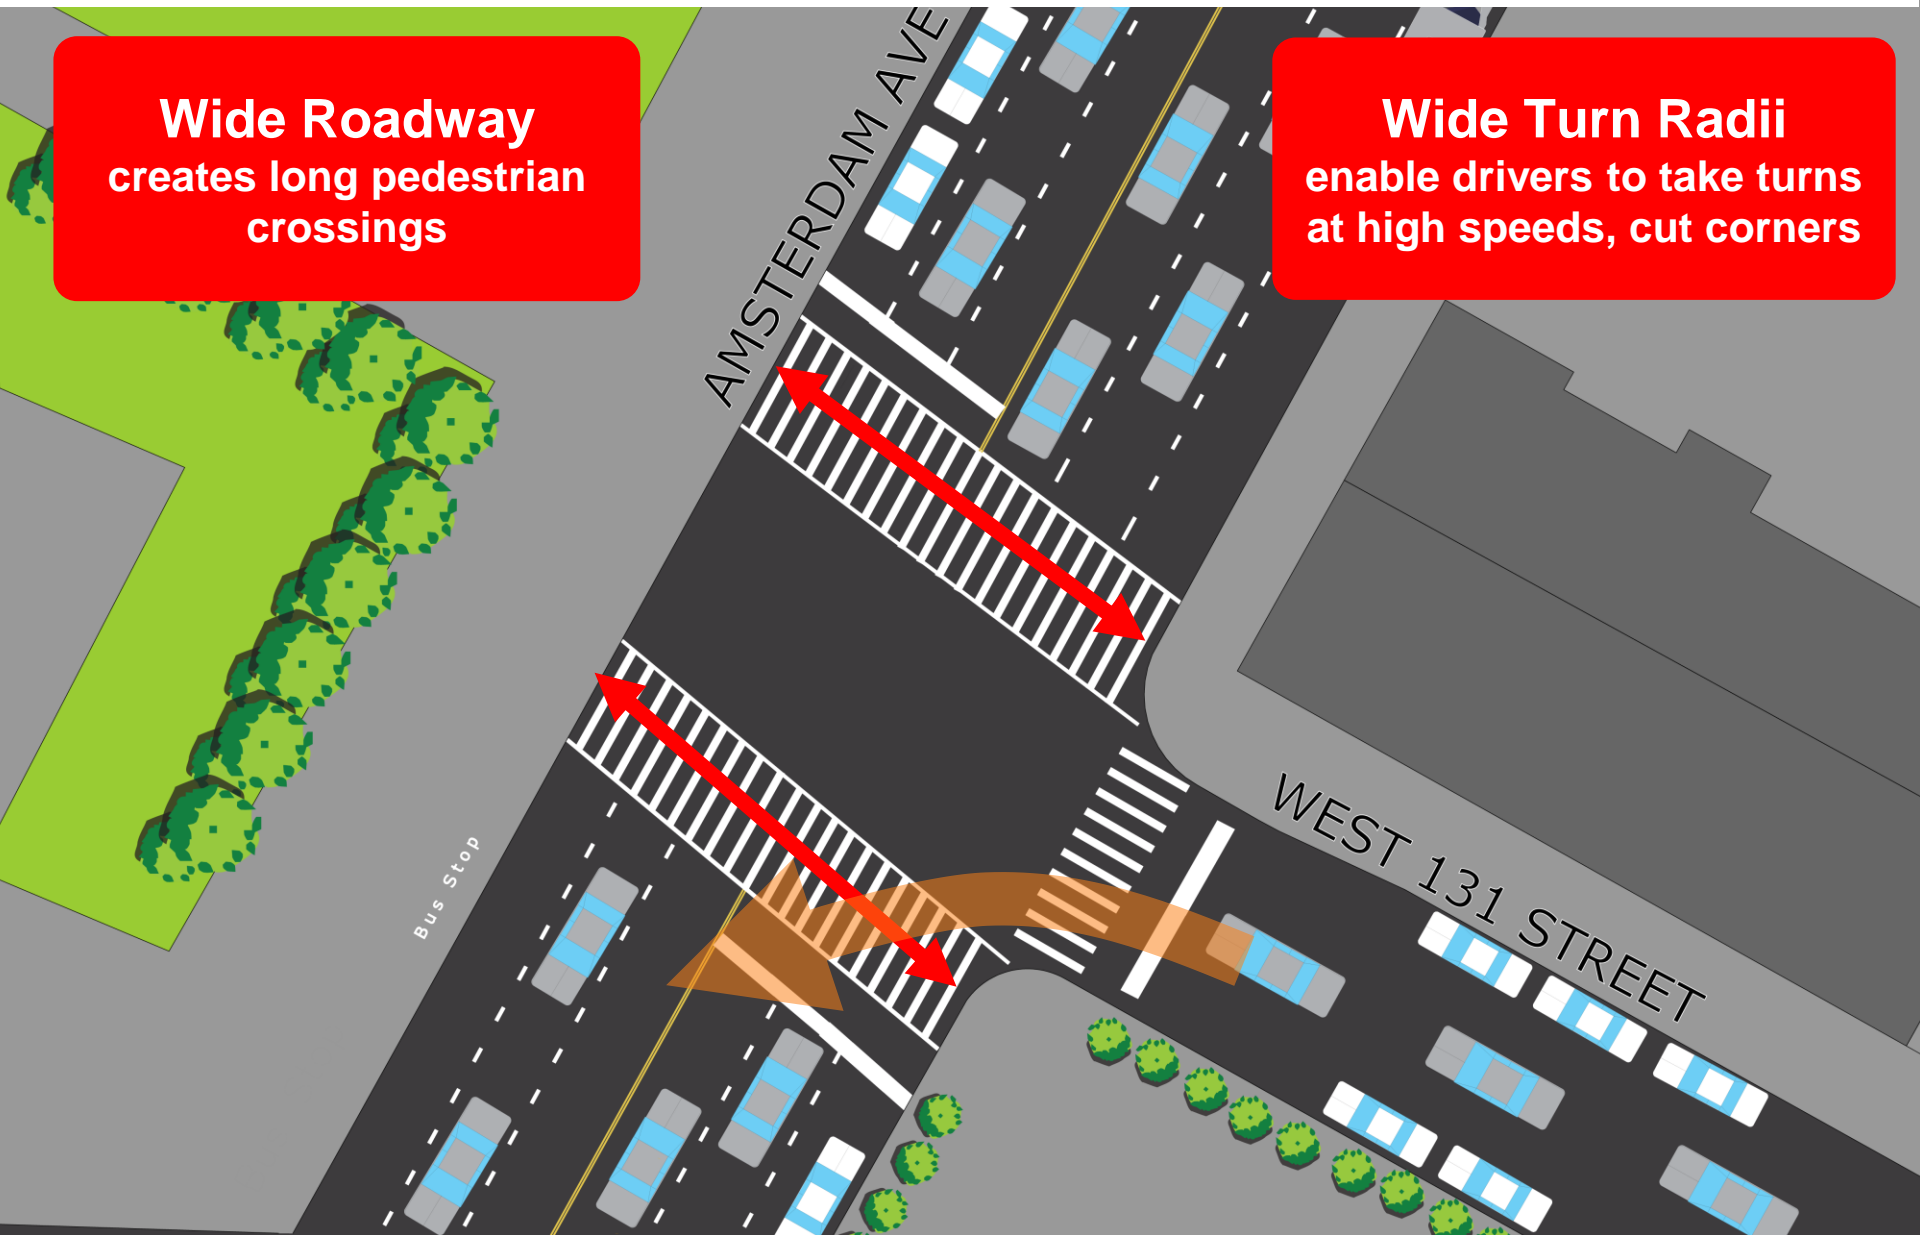 Wide Roadway
creates long pedestrian
crossings
Wide Turn Radii
enable drivers to take turns
at high speeds, cut corners
AMSTERDAM AVE
WEST 131 STREET
Bus Stop